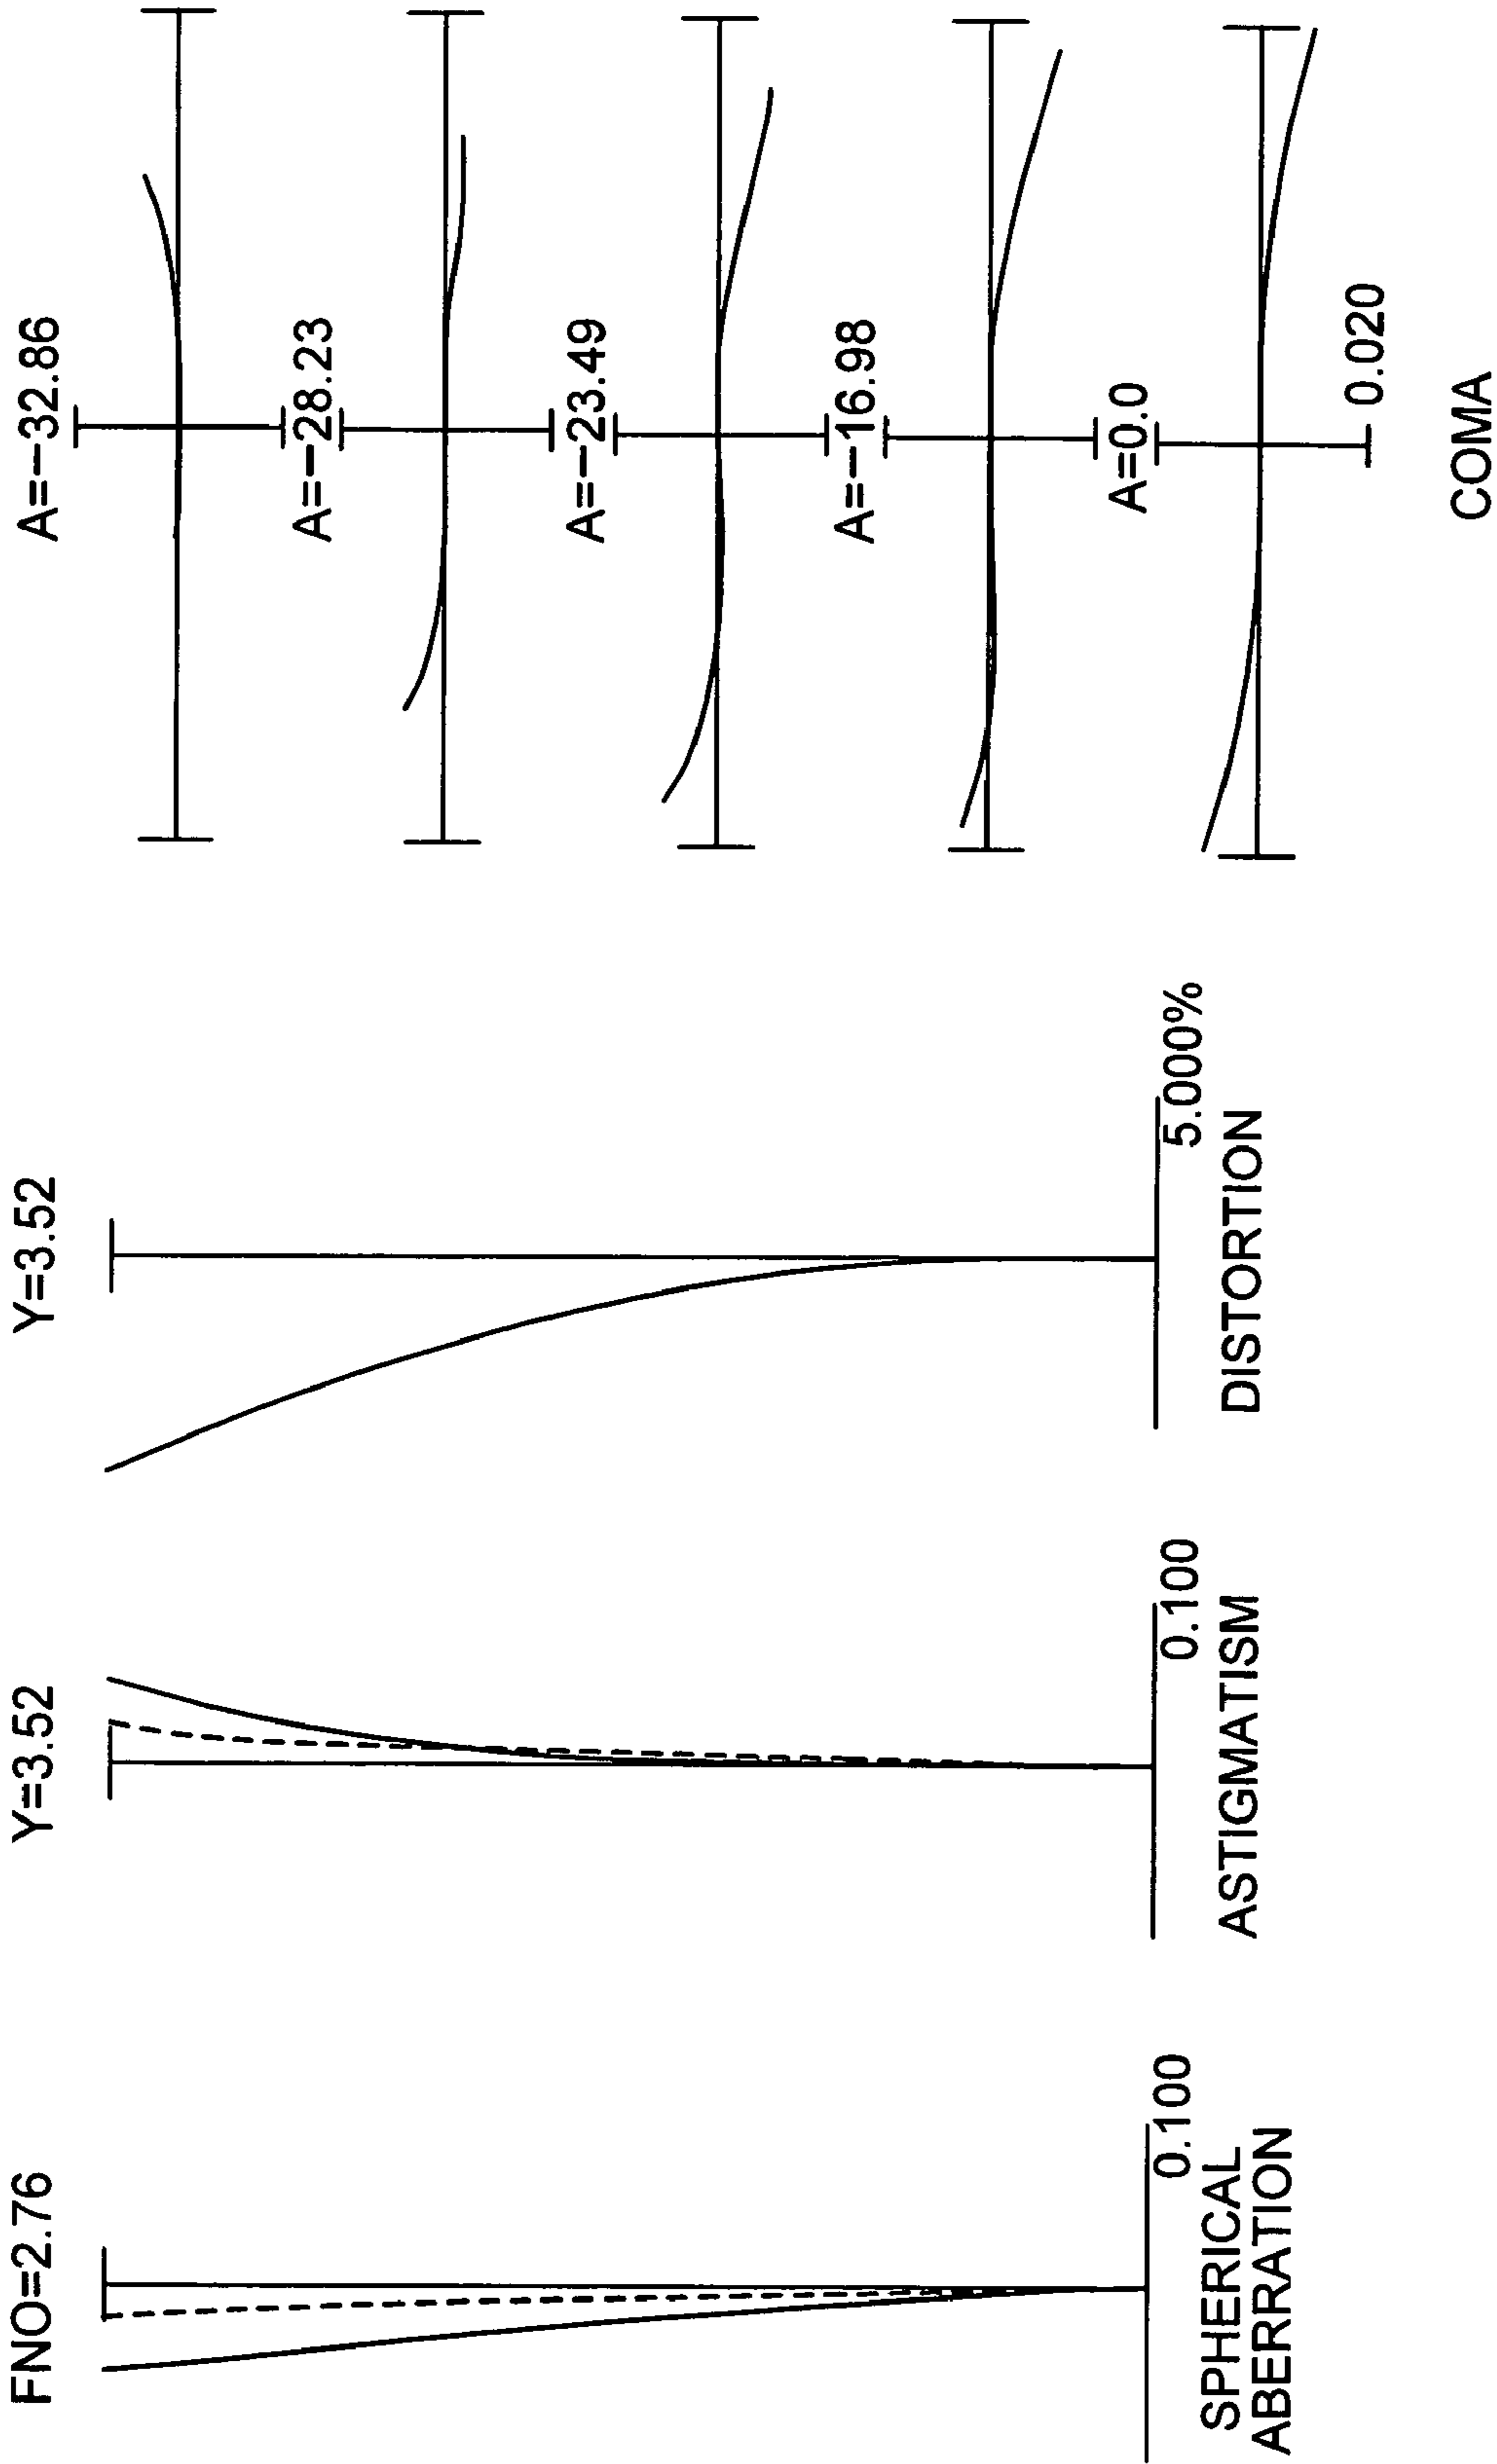 FNO=2.76
0.100
SPHERICAL
ABERRATION
Y=3.52
0.100
ASTIGMATISM
Y=3.52
5.000%
DISTORTION
A=-32.86
A=-28.23
A=-23.49
A=-16.98
A=0.0
0.020
COMA